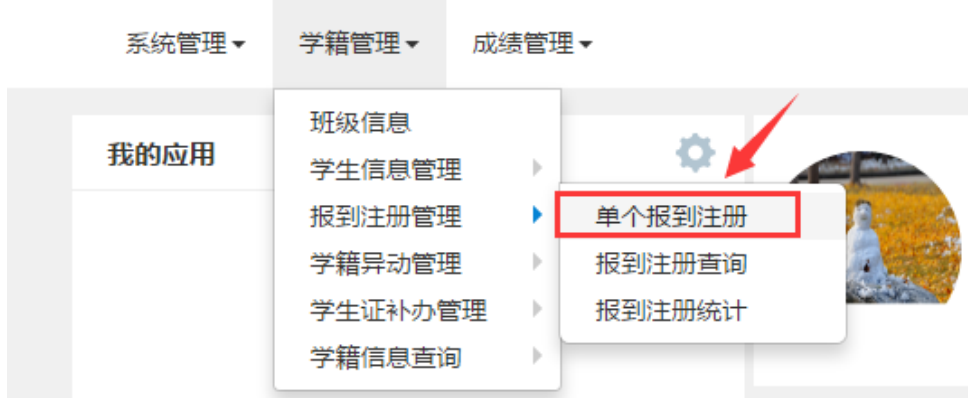 系统管理 学籍管理 成绩管理
我的应用
班级信息
学生信息管理
报到注册管理
学籍异动管理
学生证补办管理
学籍信息查询
单个报到注册
报到注册查询
报到注册统计